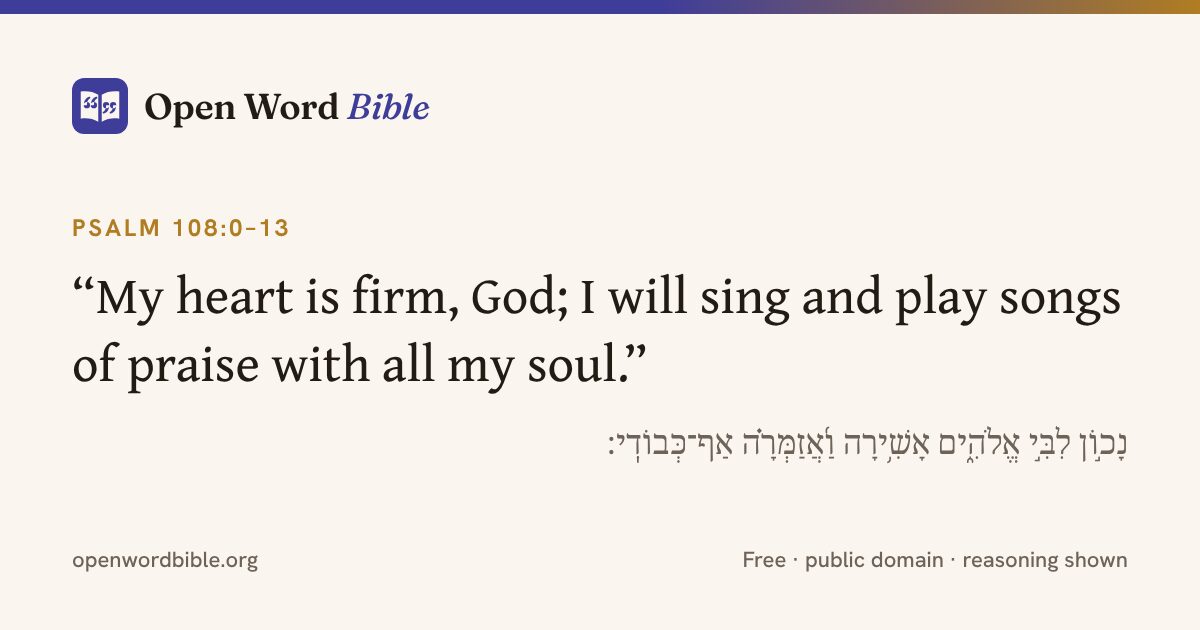 Open Word Bible
PSALM 108:0–13
“My heart is firm, God; I will sing and play songs
of praise with all my soul.”
נָכ֣וֹן לִבִּ֣י אֱלֹהִ֑ים אָשִׁ֥ירָה וַ֝אֲזַמְּרָ֗ה אַף־כְּבוֹדִֽי׃
openwordbible.org
Free · public domain · reasoning shown